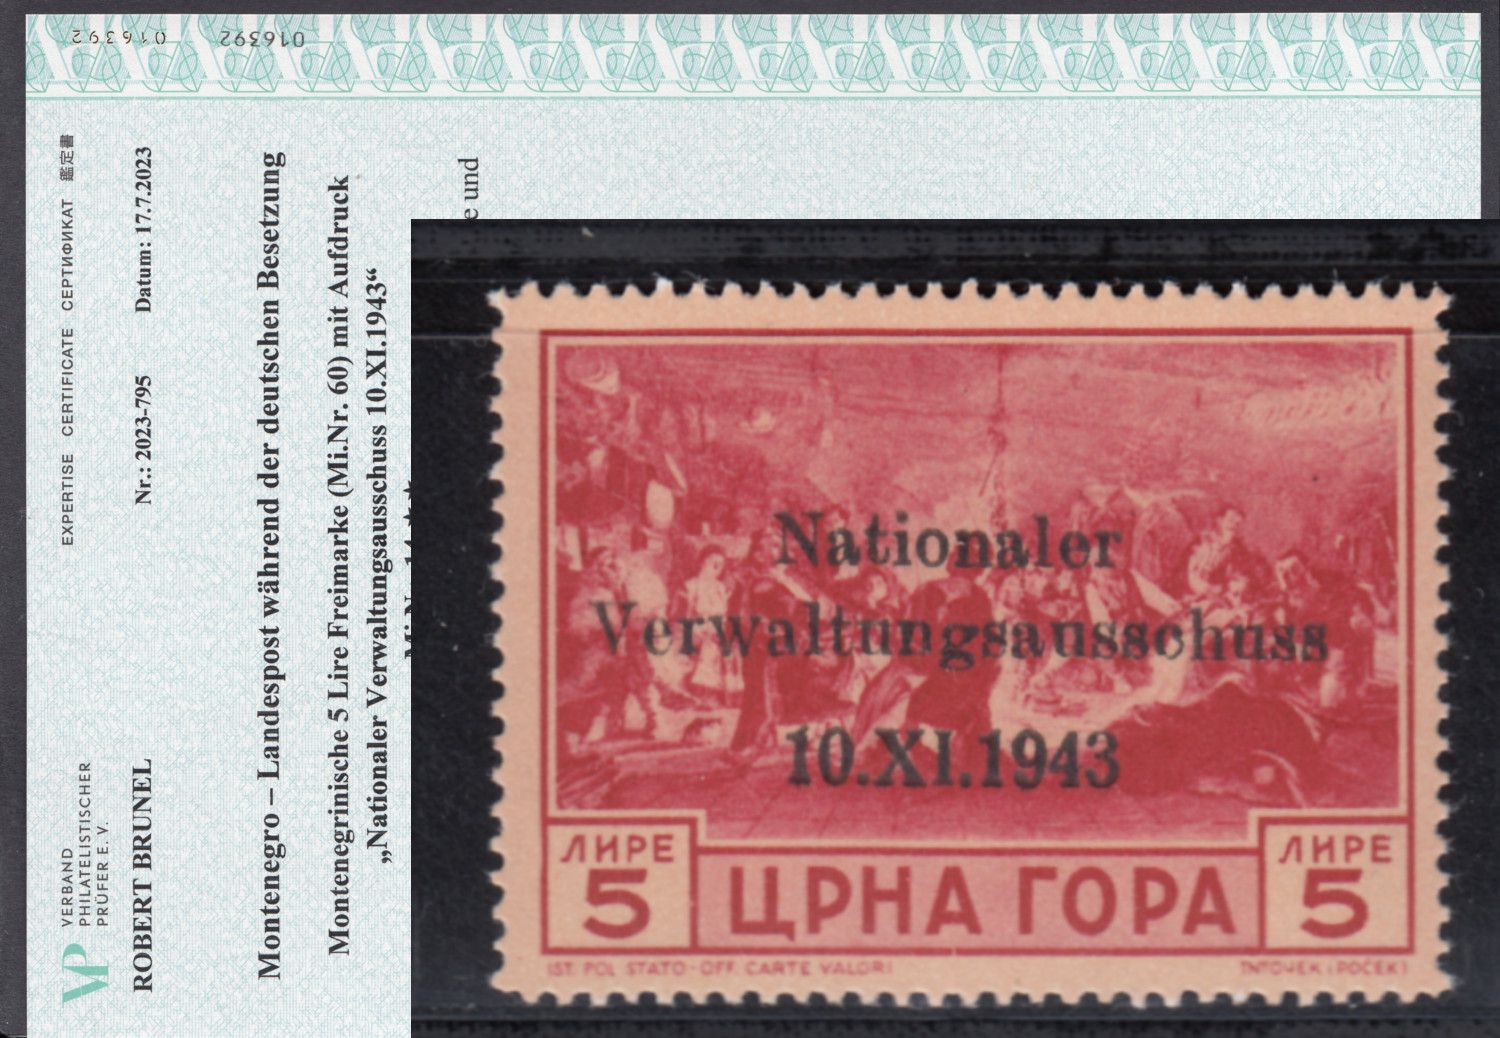 016392
016392
EXPERTISE CERTIFICATE СЕРТИФИКАТ 鑑定書
VP
VERBAND
PHILATELISTISCHER
PRÜFER E. V.
ROBERT BRUNEL Nr.: 2023-795 Datum: 17.7.2023
Montenegro – Landespost während der deutschen Besetzung
Montenegrinische 5 Lire Freimarke (Mi.Nr. 60) mit Aufdruck
„Nationaler Verwaltungsausschuss 10.XI.1943“
e und
Nationaler
Verwaltungsausschuss
10.XI.1943
ЛИРЕ ЛИРЕ
5 ЦРНА ГОРА 5
IST. POL STATO-OFF. CARTE VALORI (POČEK)